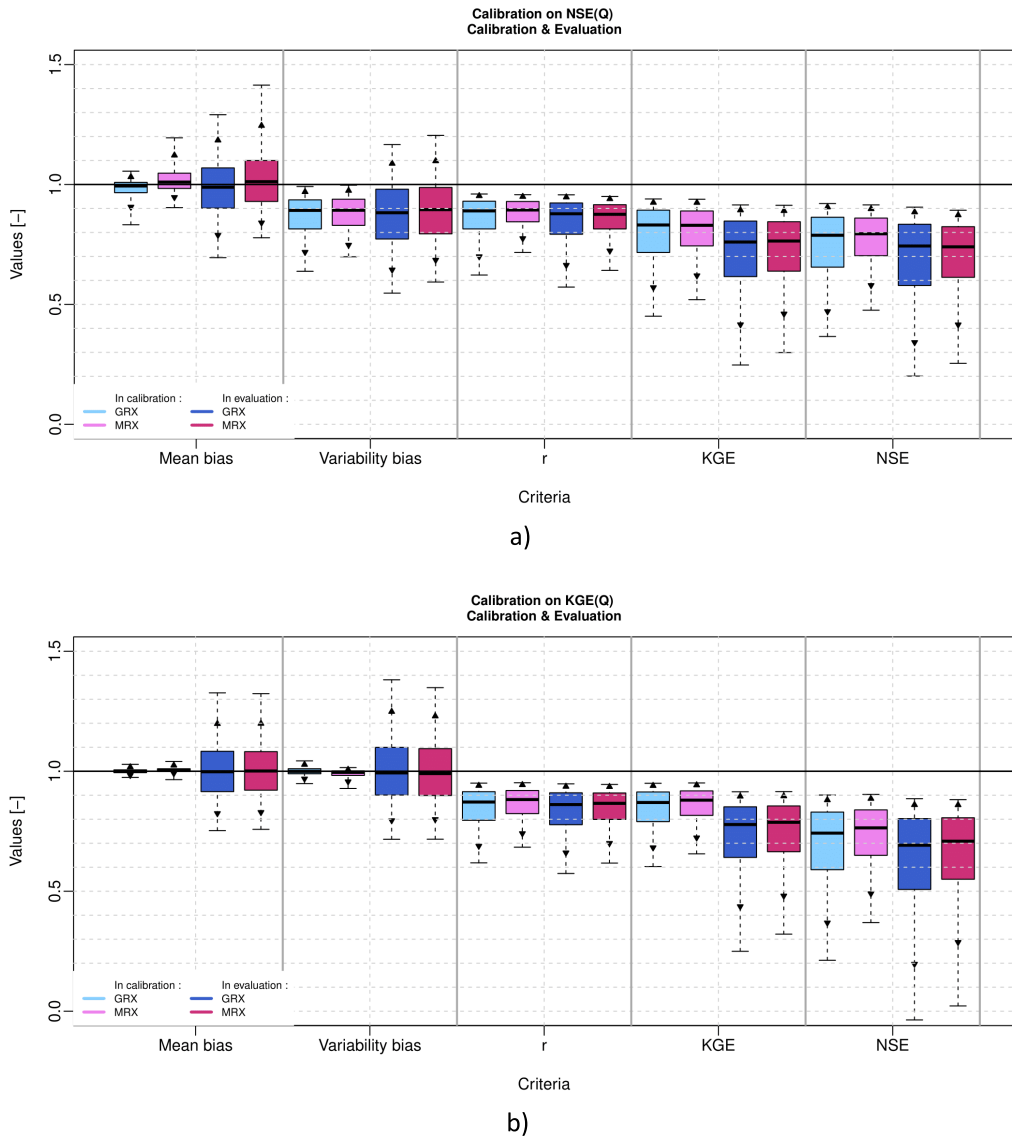 Calibration on NSE(Q)
Calibration & Evaluation
Values [−]
1.5
1.0
0.5
0.0
In calibration :
GRX
MRX
In evaluation :
GRX
MRX
Mean bias
Variability bias
r
KGE
NSE
Criteria
a)
Calibration on KGE(Q)
Calibration & Evaluation
Values [−]
1.5
1.0
0.5
0.0
In calibration :
GRX
MRX
In evaluation :
GRX
MRX
Mean bias
Variability bias
r
KGE
NSE
Criteria
b)